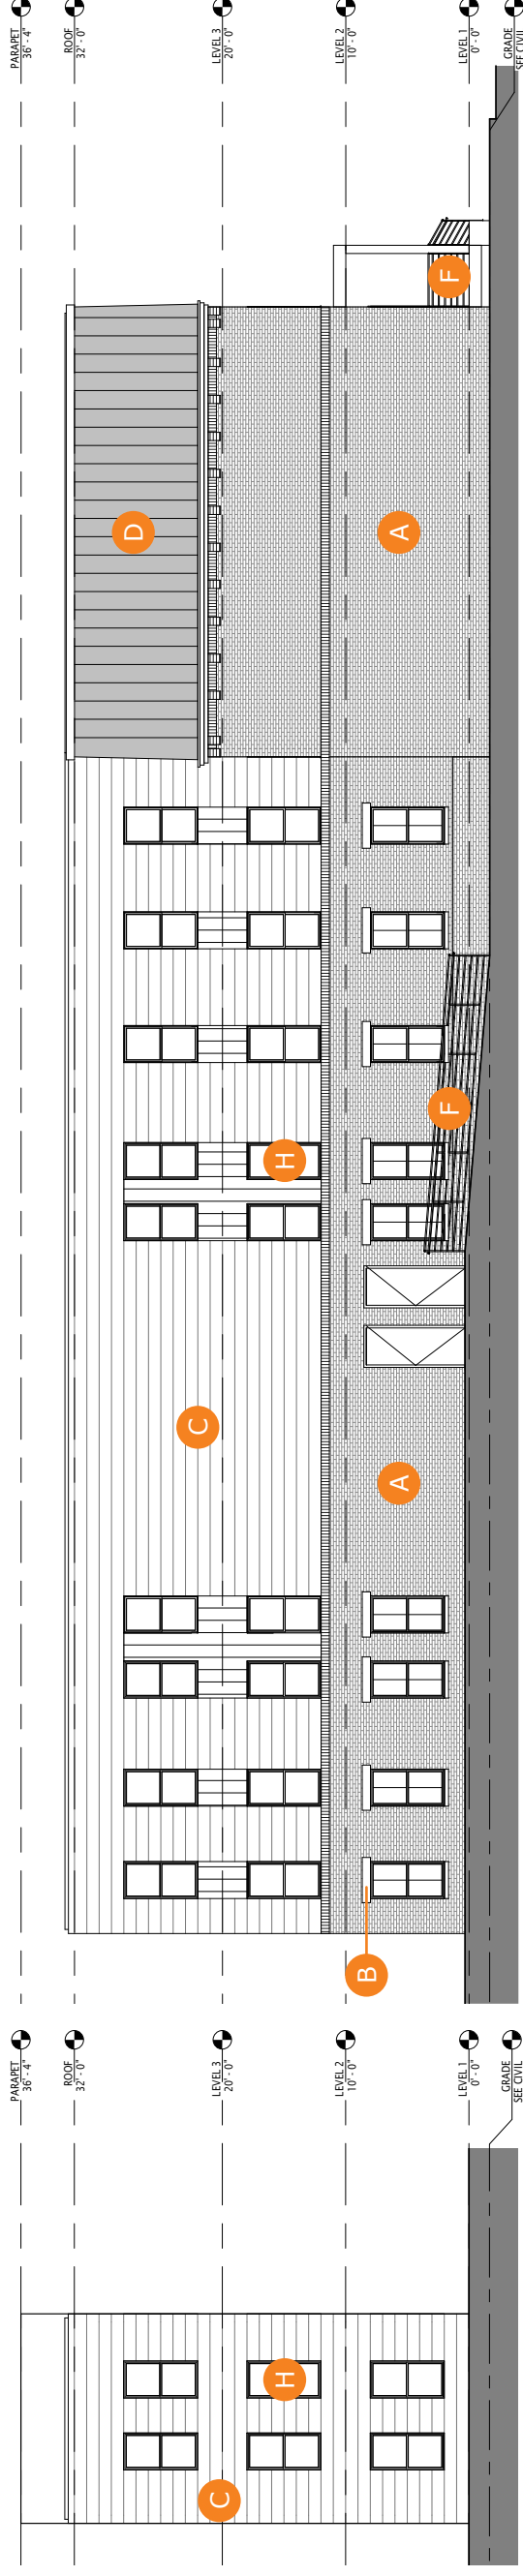 PARAPET
36' - 4"
ROOF
32' - 0"
LEVEL 3
20' - 0"
LEVEL 2
10' - 0"
LEVEL 1
0' - 0"
GRADE
SEE CIVIL
C
H
PARAPET
36' - 4"
ROOF
32' - 0"
LEVEL 3
20' - 0"
LEVEL 2
10' - 0"
LEVEL 1
0' - 0"
GRADE
SEE CIVIL
B
C
A
H
F
D
A
F